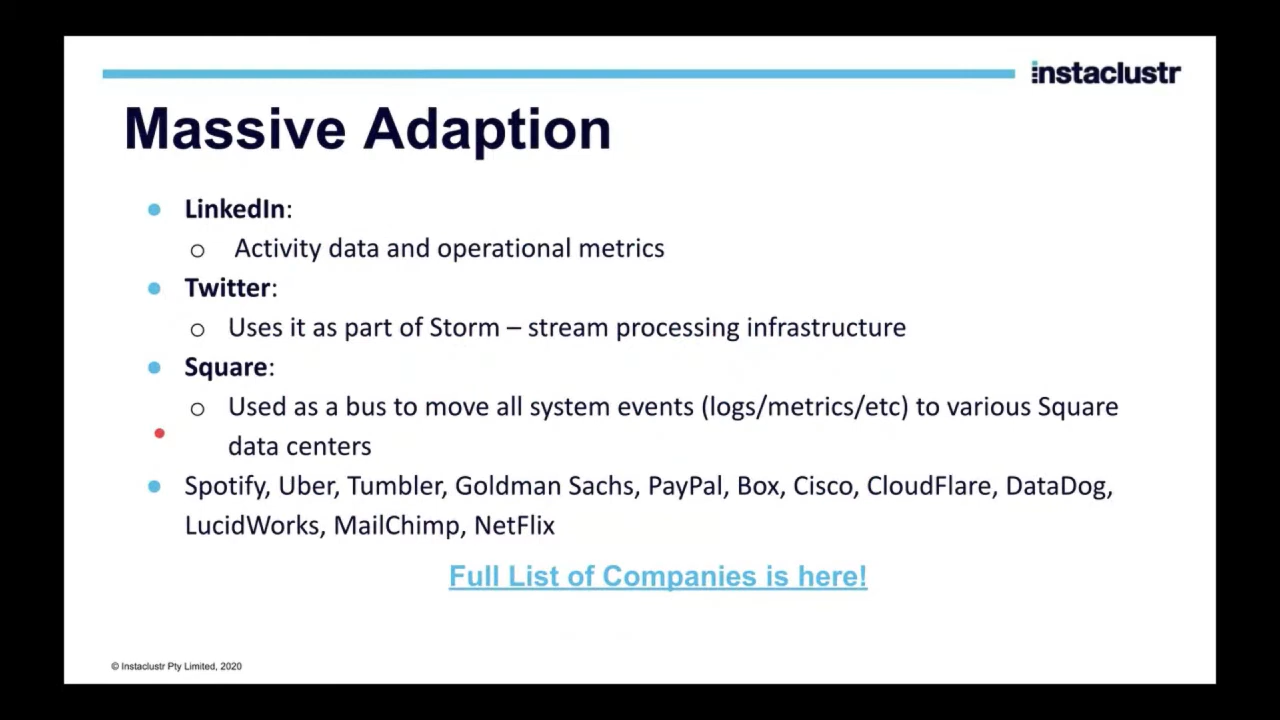 instaclustr
Massive Adaption
LinkedIn:
Activity data and operational metrics
Twitter:
Uses it as part of Storm – stream processing infrastructure
Square:
Used as a bus to move all system events (logs/metrics/etc) to various Square
data centers
Spotify, Uber, Tumbler, Goldman Sachs, PayPal, Box, Cisco, CloudFlare, DataDog,
LucidWorks, MailChimp, NetFlix
Full List of Companies is here!
© Instaclustr Pty Limited, 2020